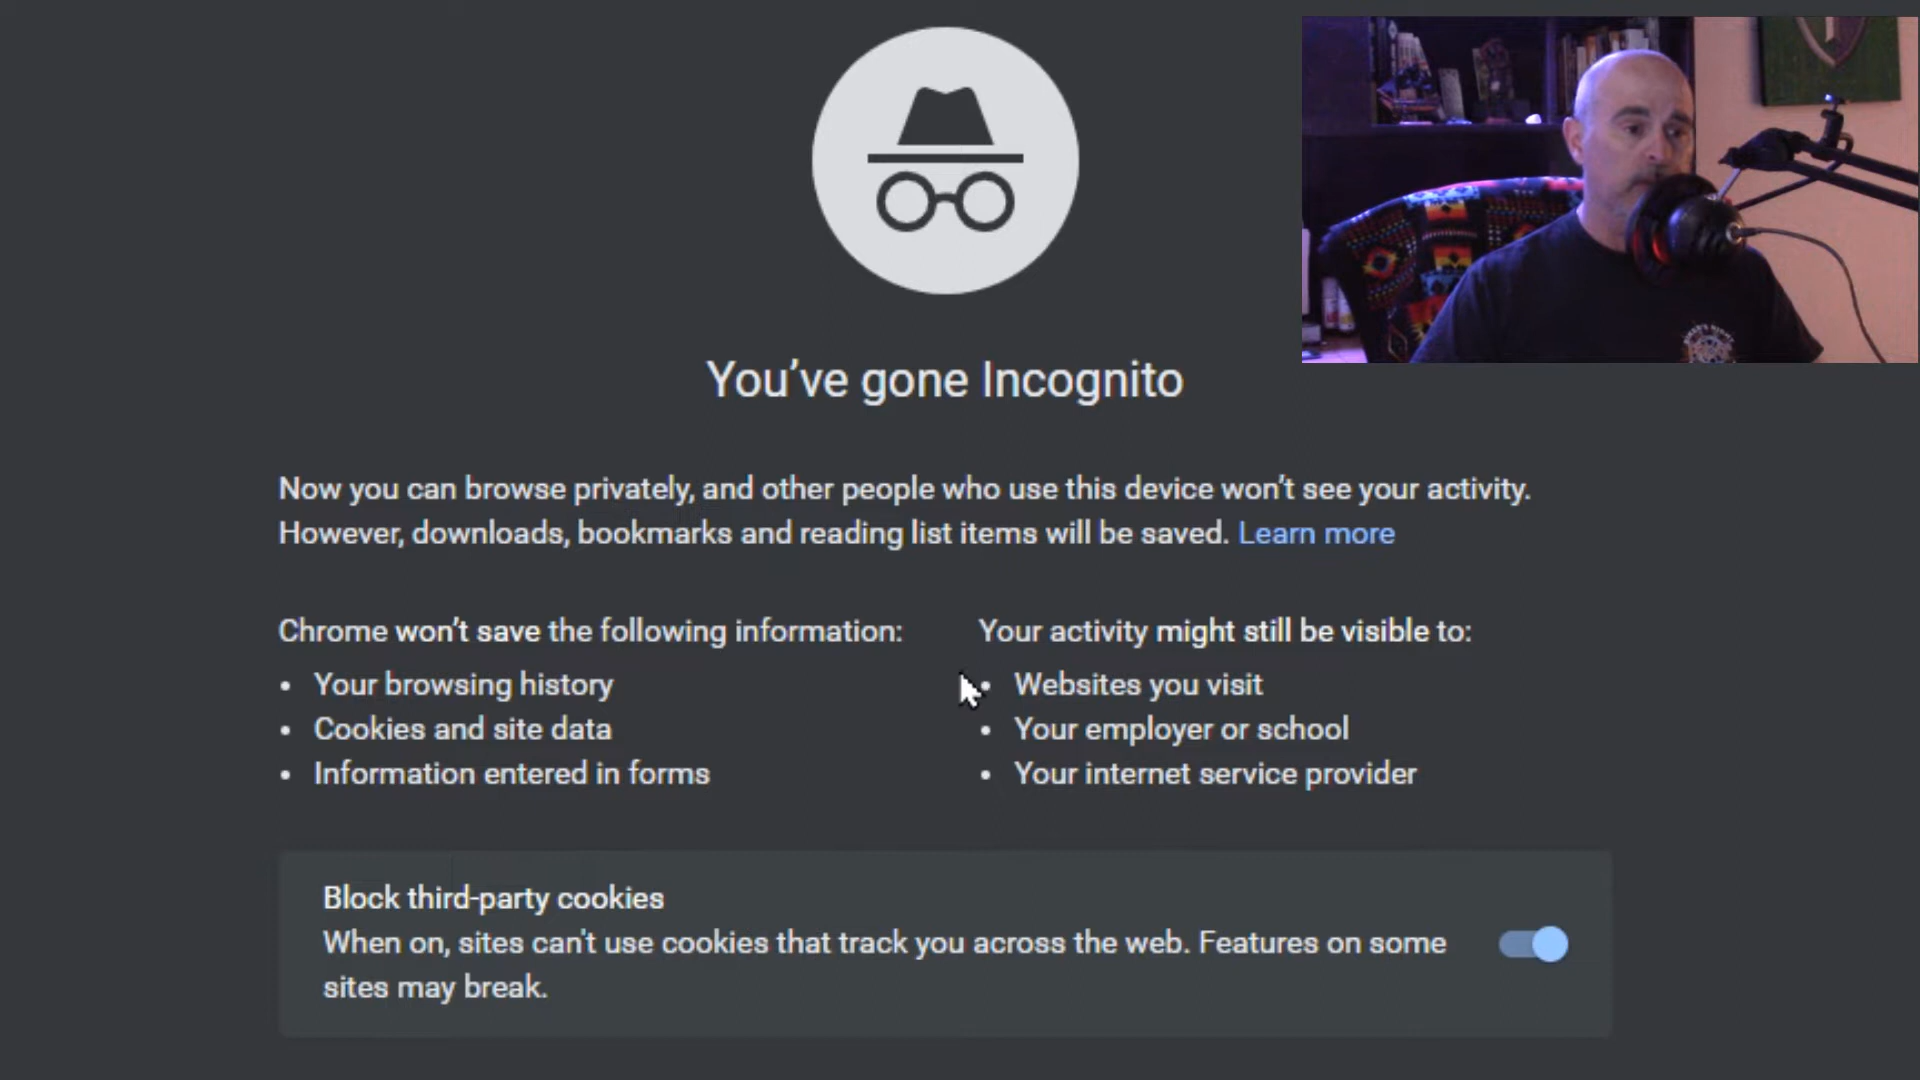 You've gone Incognito
Now you can browse privately, and other people who use this device won't see your activity.
However, downloads, bookmarks and reading list items will be saved. Learn more
Chrome won't save the following information:
• Your browsing history
• Cookies and site data
• Information entered in forms
Your activity might still be visible to:
• Websites you visit
• Your employer or school
• Your internet service provider
Block third-party cookies
When on, sites can't use cookies that track you across the web. Features on some
sites may break.